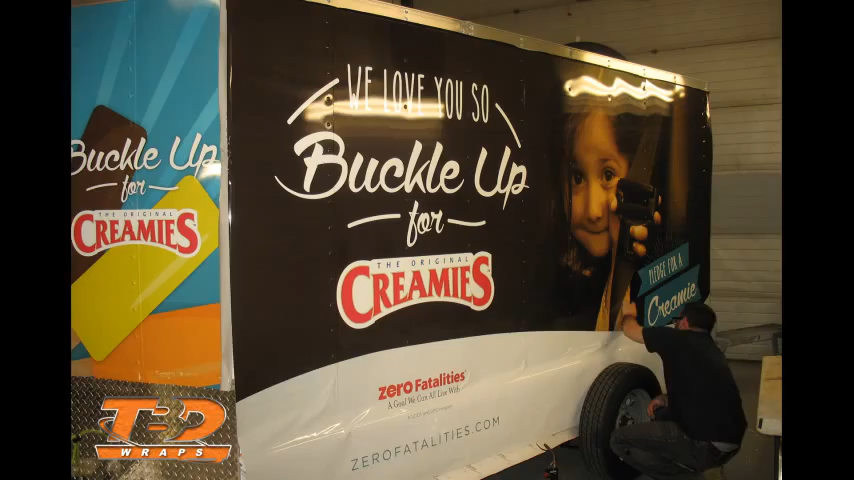 Buckle Up
for
THE ORIGINAL
CREAMIES
WE LOVE YOU SO
Buckle Up
for
THE ORIGINAL
CREAMIES
PLEDGE FOR A
Creamie
zero Fatalities
A Goal We Can All Live With
ZEROFATALITIES.COM
TBD
WRAPS